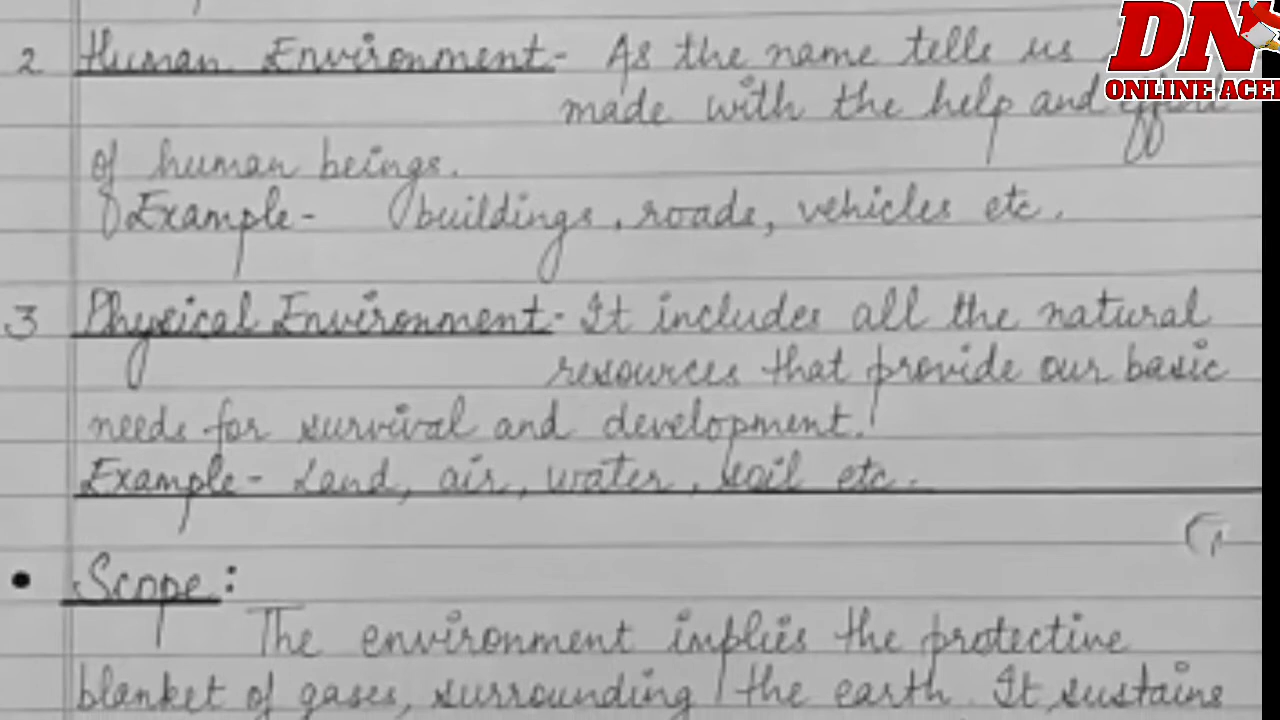 DN
ONLINE ACE
2 Human Environment - As the name tells us
made with the help and effort
of human beings.
Example - buildings, roads, vehicles etc.
3 Physical Environment - It includes all the natural
resources that provide our basic
needs for survival and development.
Example - Land, air, water, soil etc.
• Scope:
The environment implies the protective
blanket of gases, surrounding the earth. It sustains